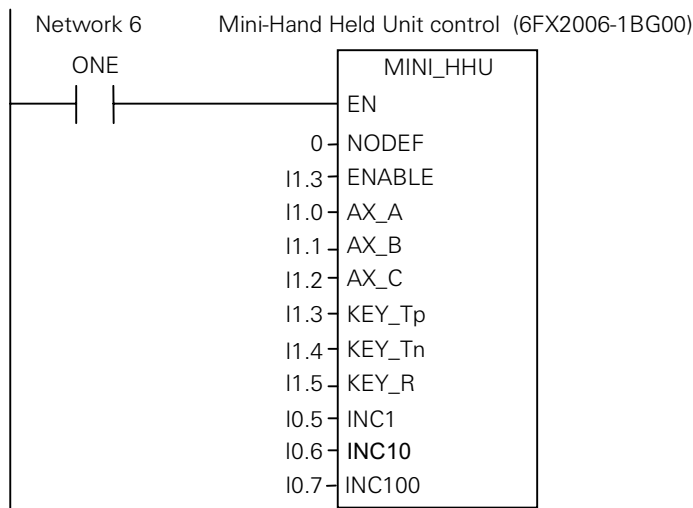 Network 6 Mini-Hand Held Unit control (6FX2006-1BG00)
ONE MINI_HHU
EN
0 NODEF
I1.3 ENABLE
I1.0 AX_A
I1.1 AX_B
I1.2 AX_C
I1.3 KEY_Tp
I1.4 KEY_Tn
I1.5 KEY_R
I0.5 INC1
I0.6 INC10
I0.7 INC100